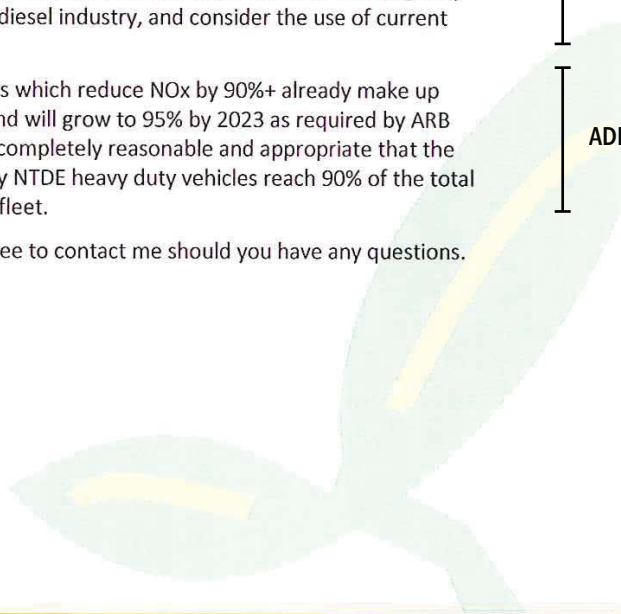 diesel industry, and consider the use of current
s which reduce NOx by 90%+ already make up
nd will grow to 95% by 2023 as required by ARB
completely reasonable and appropriate that the
y NTDE heavy duty vehicles reach 90% of the total
fleet.
ee to contact me should you have any questions.
AD